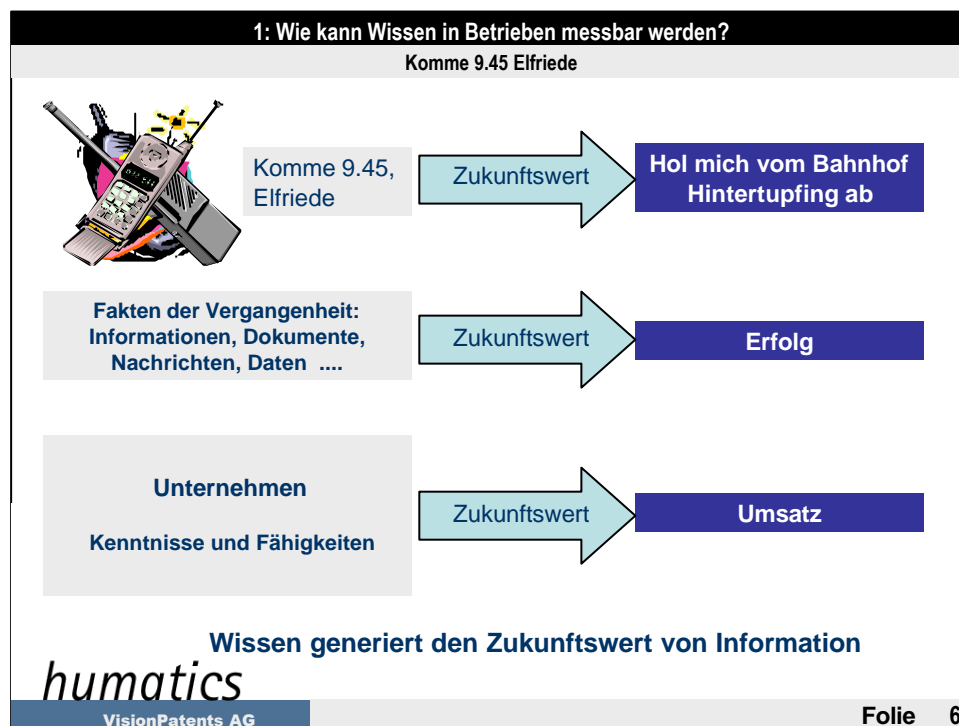 1: Wie kann Wissen in Betrieben messbar werden?
Komme 9.45 Elfriede
Komme 9.45,
Elfriede
Zukunftswert
Hol mich vom Bahnhof
Hintertupfing ab
Fakten der Vergangenheit:
Informationen, Dokumente,
Nachrichten, Daten ....
Zukunftswert
Erfolg
Unternehmen
Kenntnisse und Fähigkeiten
Zukunftswert
Umsatz
Wissen generiert den Zukunftswert von Information
humatics
VisionPatents AG
Folie 6